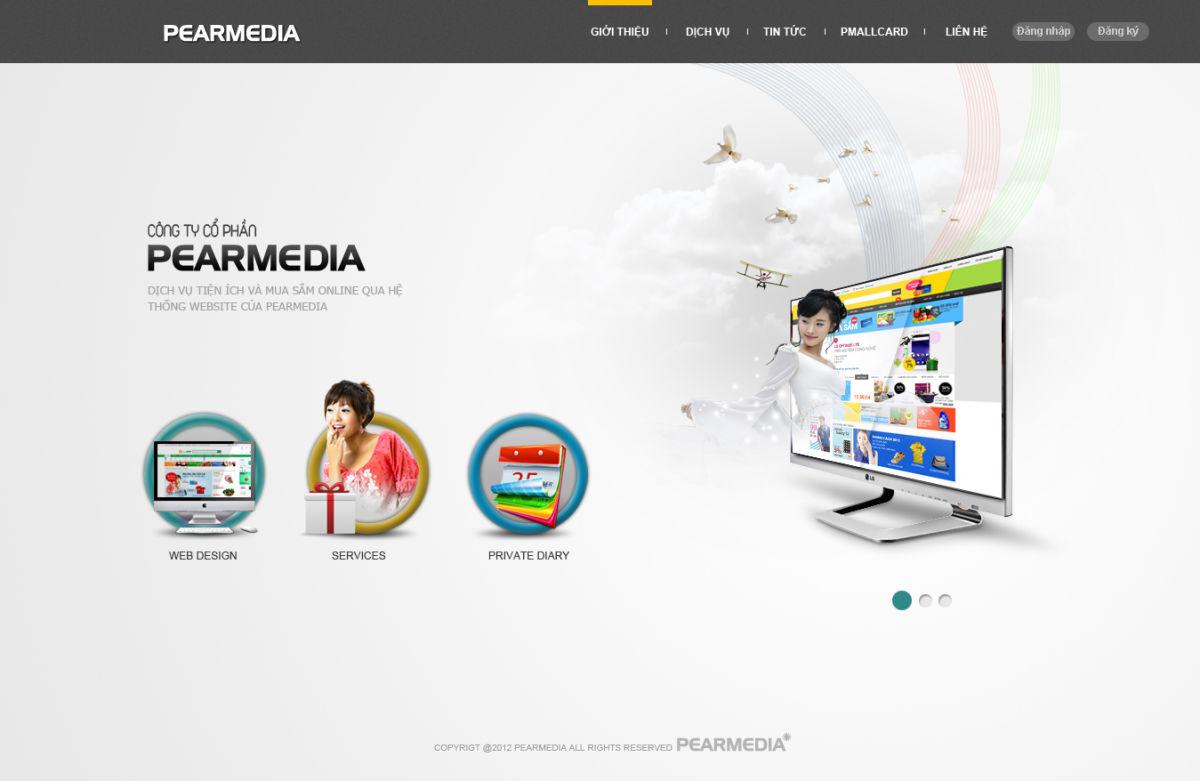 PEARMEDIA
GIỚI THIỆU
DỊCH VỤ
TIN TỨC
PMALLCARD
LIÊN HỆ
Đăng nhập
Đăng ký
CÔNG TY CỔ PHẦN
PEARMEDIA
DỊCH VỤ TIỆN ÍCH VÀ MUA SẮM ONLINE QUA HỆ
THỐNG WEBSITE CỦA PEARMEDIA
LG
WEB DESIGN
SERVICES
PRIVATE DIARY
COPYRIGT @2012 PEARMEDIA ALL RIGHTS RESERVED PEARMEDIA